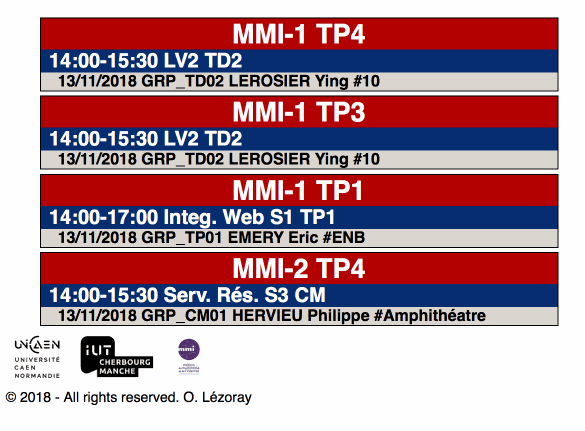 MMI-1 TP4
14:00-15:30 LV2 TD2
13/11/2018 GRP_TD02 LEROSIER Ying #10
MMI-1 TP3
14:00-15:30 LV2 TD2
13/11/2018 GRP_TD02 LEROSIER Ying #10
MMI-1 TP1
14:00-17:00 Integ. Web S1 TP1
13/11/2018 GRP_TP01 EMERY Eric #ENB
MMI-2 TP4
14:00-15:30 Serv. Rés. S3 CM
13/11/2018 GRP_CM01 HERVIEU Philippe #Amphithéatre
UNICAEN
UNIVERSITÉ
CAEN
NORMANDIE
iUT
CHERBOURG
MANCHE
mmi
© 2018 - All rights reserved. O. Lézoray